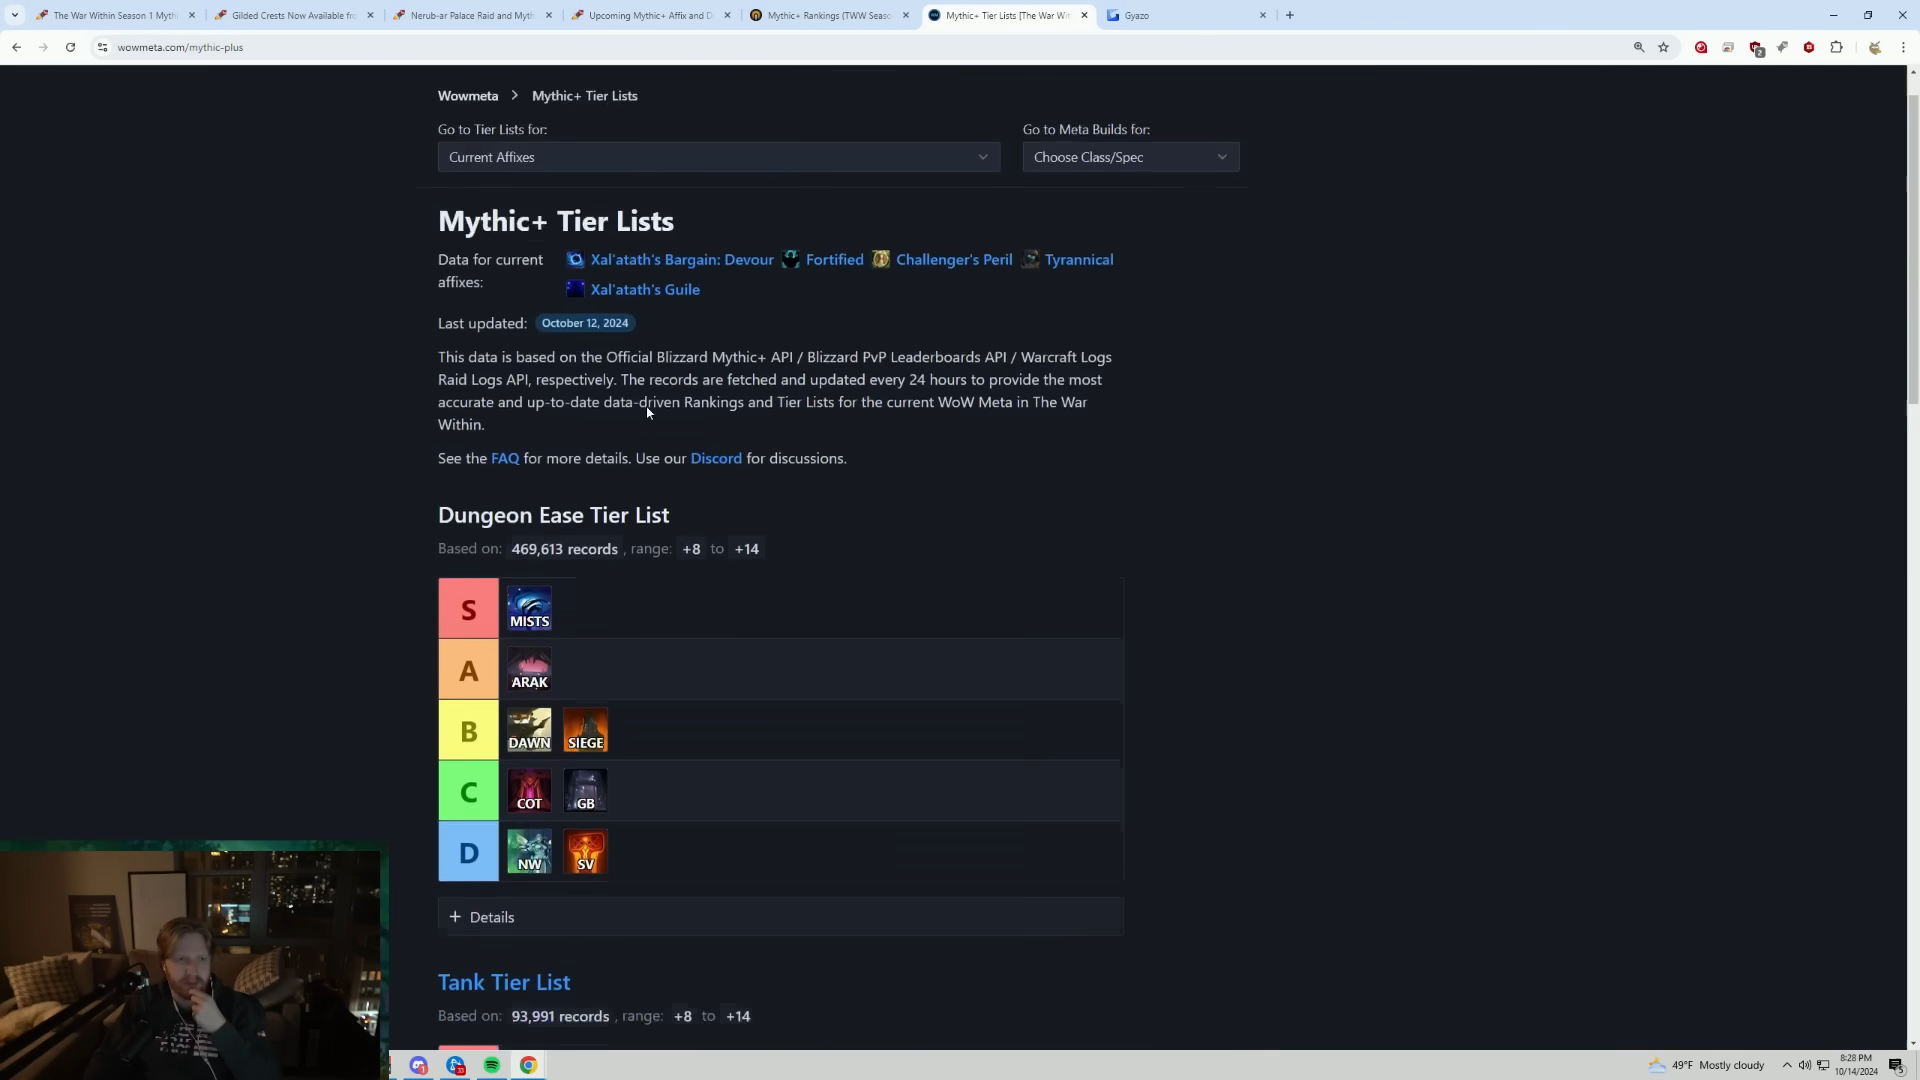 The War Within Season 1 Mythi
Gilded Crests Now Available fro
Nerub-ar Palace Raid and Myth
Upcoming Mythic+ Affix and D
Mythic+ Rankings (TWW Seaso
Mythic+ Tier Lists [The War Wit
Gyazo
wowmeta.com/mythic-plus
Wowmeta > Mythic+ Tier Lists
Go to Tier Lists for:
Go to Meta Builds for:
Current Affixes
Choose Class/Spec
Mythic+ Tier Lists
Data for current affixes:
Xal'atath's Bargain: Devour Fortified Challenger's Peril Tyrannical
Xal'atath's Guile
Last updated: October 12, 2024
This data is based on the Official Blizzard Mythic+ API / Blizzard PvP Leaderboards API / Warcraft Logs
Raid Logs API, respectively. The records are fetched and updated every 24 hours to provide the most
accurate and up-to-date data-driven Rankings and Tier Lists for the current WoW Meta in The War
Within.
See the FAQ for more details. Use our Discord for discussions.
Dungeon Ease Tier List
Based on: 469,613 records , range: +8 to +14
S MISTS
A ARAK
B DAWN SIEGE
C COT GB
D NW SV
+ Details
Tank Tier List
Based on: 93,991 records , range: +8 to +14
49°F Mostly cloudy
8:28 PM
10/14/2024